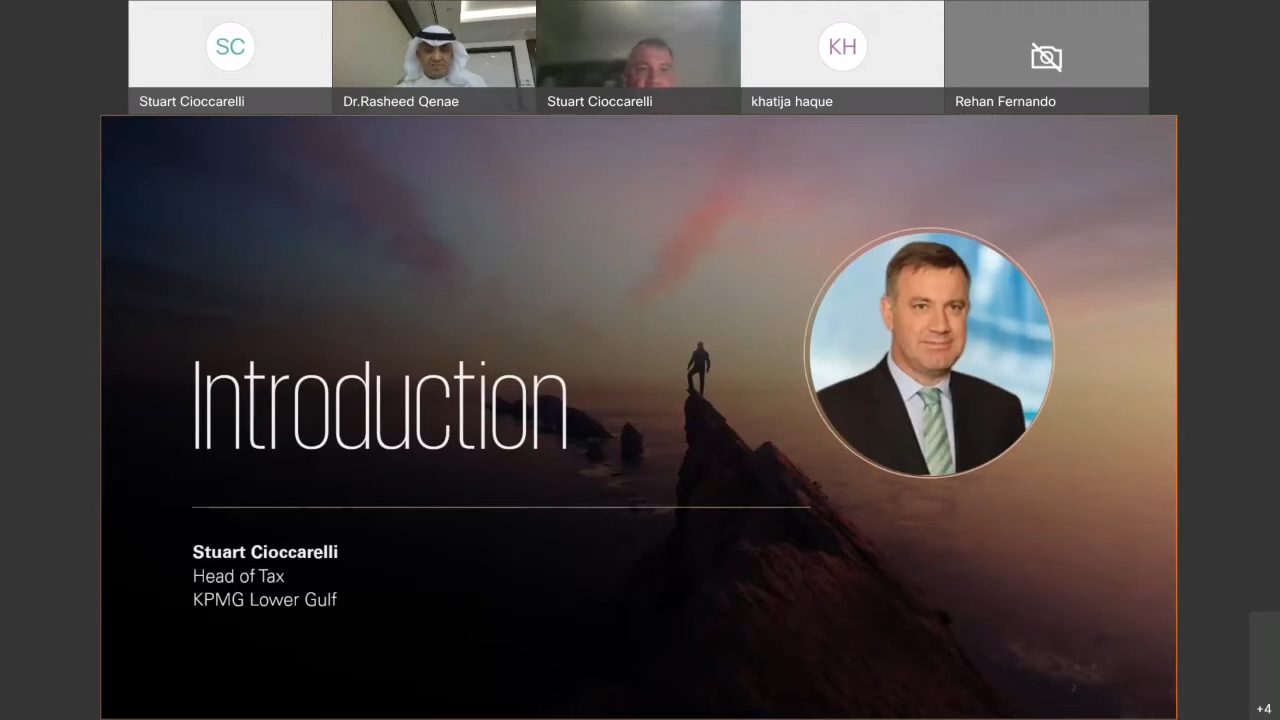 SC
KH
Stuart Cioccarelli
Dr.Rasheed Qenae
Stuart Cioccarelli
khatija haque
Rehan Fernando
Introduction
Stuart Cioccarelli
Head of Tax
KPMG Lower Gulf
2
+4